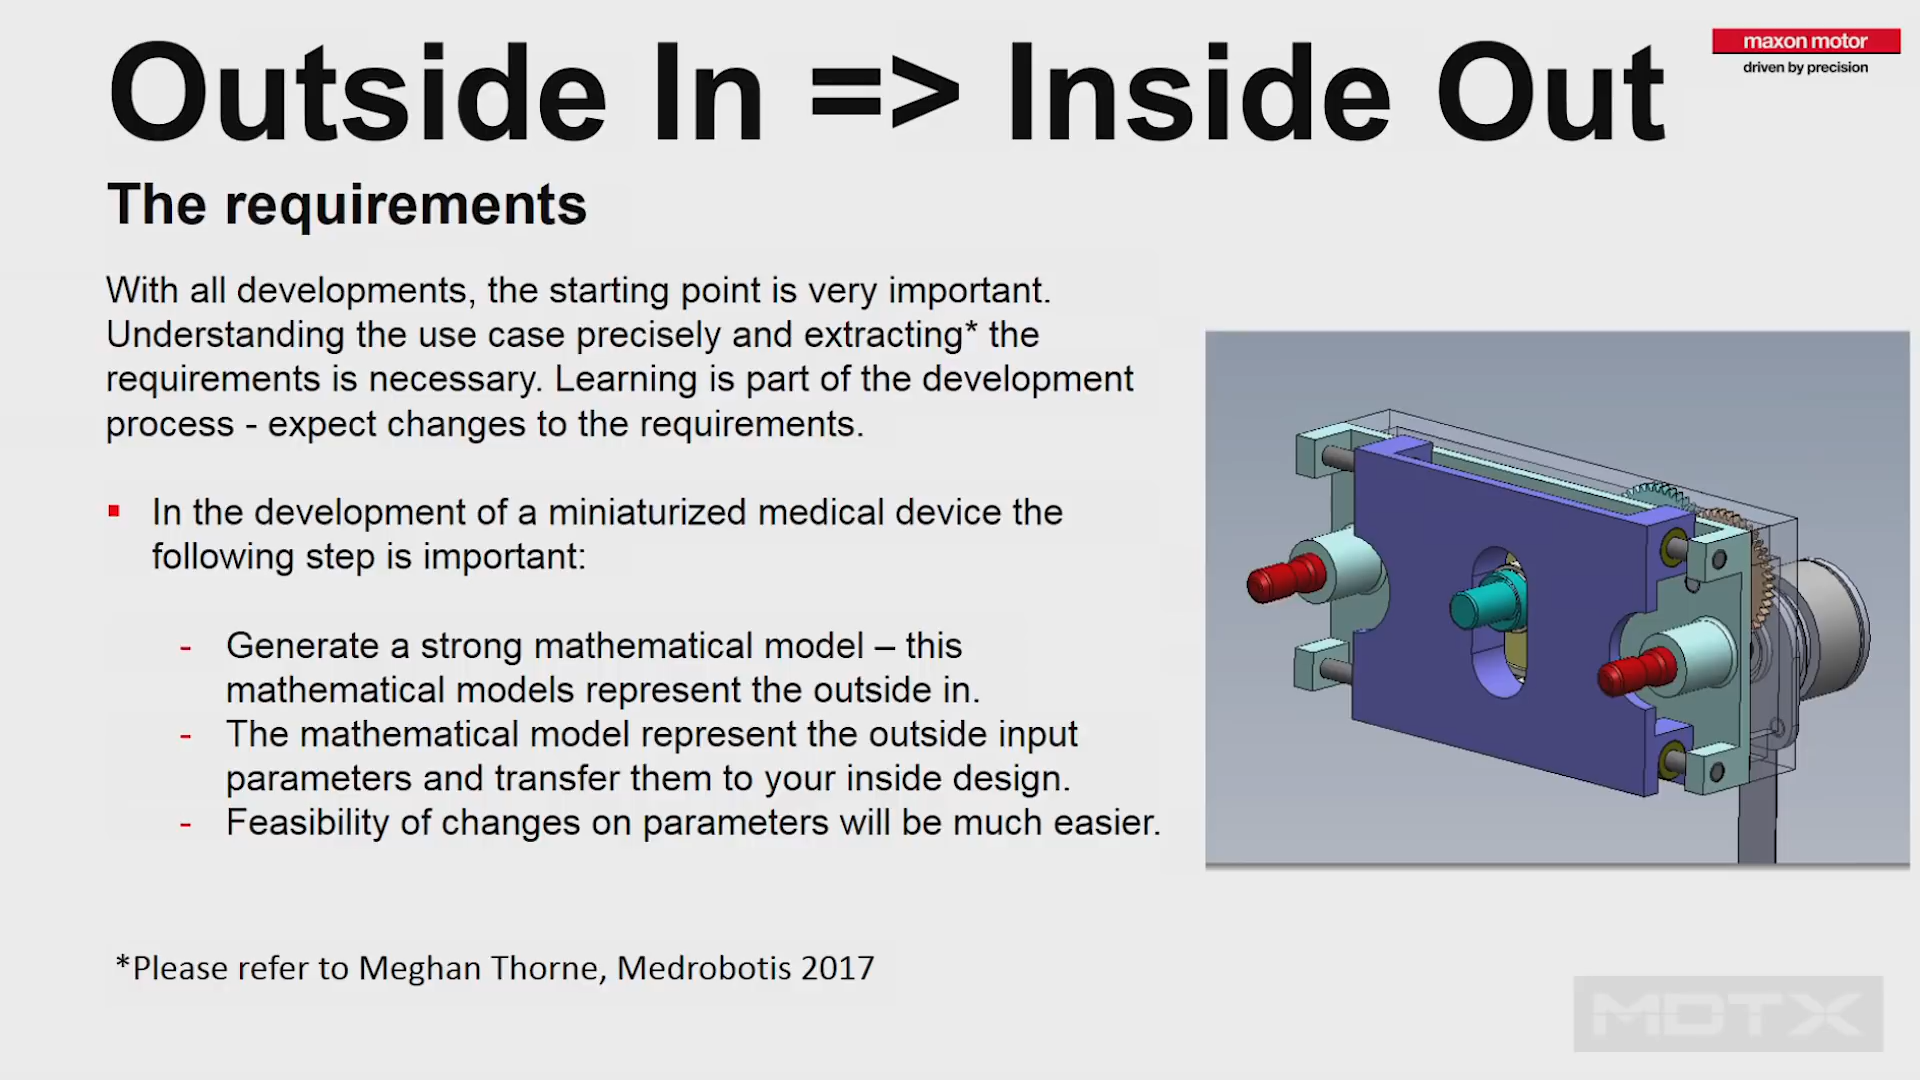 Outside In => Inside Out
maxon motor
driven by precision
The requirements
With all developments, the starting point is very important.
Understanding the use case precisely and extracting* the
requirements is necessary. Learning is part of the development
process - expect changes to the requirements.
▪ In the development of a miniaturized medical device the
following step is important:
- Generate a strong mathematical model – this
mathematical models represent the outside in.
- The mathematical model represent the outside input
parameters and transfer them to your inside design.
- Feasibility of changes on parameters will be much easier.
*Please refer to Meghan Thorne, Medrobotis 2017
MDTX